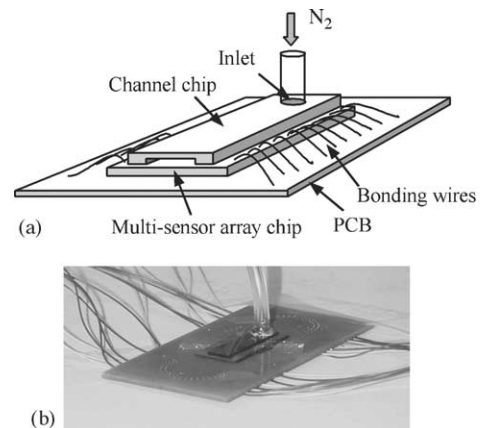 N2
Inlet
Channel chip
Bonding wires
Multi-sensor array chip
PCB
(a)
(b)